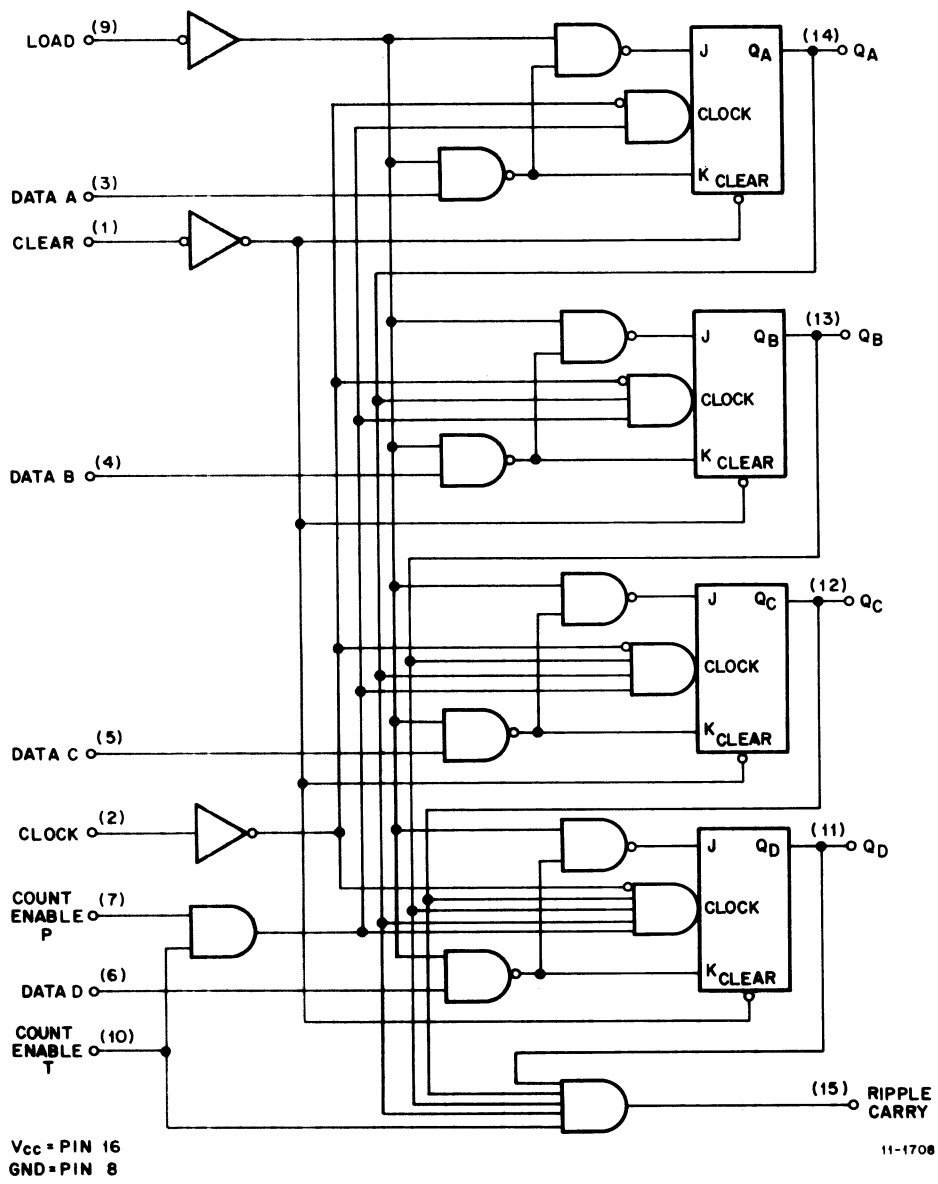 LOAD (9)
DATA A (3)
CLEAR (1)
J QA (14) QA
CLOCK
K CLEAR
DATA B (4)
J QB (13) QB
CLOCK
K CLEAR
DATA C (5)
J QC (12) QC
CLOCK
K CLEAR
CLOCK (2)
COUNT
ENABLE (7)
P
DATA D (6)
J QD (11) QD
CLOCK
K CLEAR
COUNT
ENABLE (10)
T
(15) RIPPLE
CARRY
Vcc = PIN 16
GND = PIN 8
11-1708